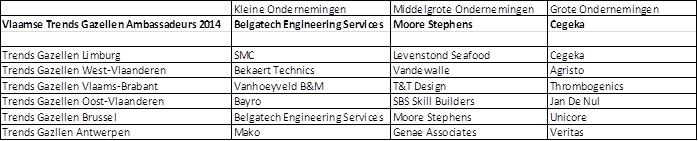 Kleine Ondernemingen Middelgrote Ondernemingen Grote Ondernemingen
Vlaamse Trends Gazellen Ambassadeurs 2014 Belgatech Engineering Services Moore Stephens Cegeka
Trends Gazellen Limburg SMC Levenstond Seafood Cegeka
Trends Gazellen West-Vlaanderen Bekaert Technics Vandewalle Agristo
Trends Gazellen Vlaams-Brabant Vanhoeyveld B&M T&T Design Thrombogenics
Trends Gazellen Oost-Vlaanderen Bayro SBS Skill Builders Jan De Nul
Trends Gazellen Brussel Belgatech Engineering Services Moore Stephens Unicore
Trends Gazllen Antwerpen Mako Genae Associates Veritas